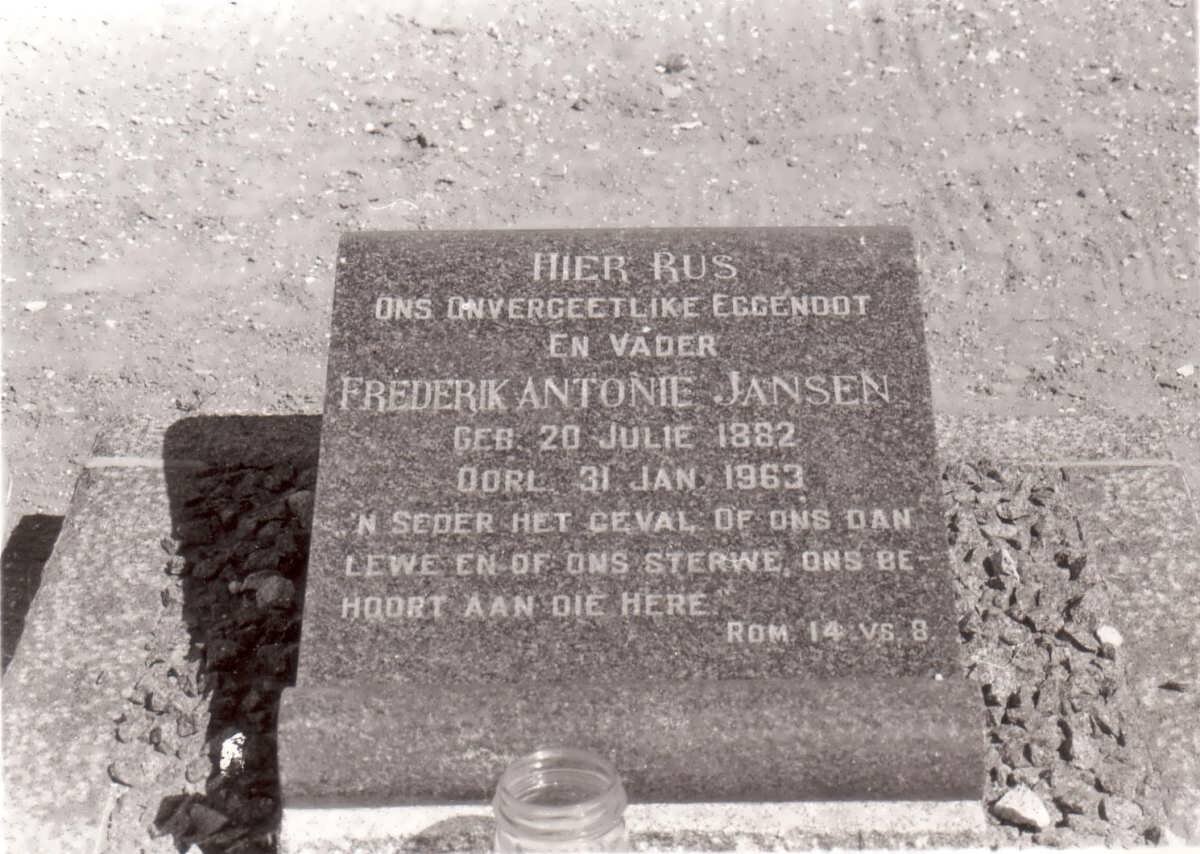 HIER RUS
ONS ONVERGEETLIKE EGGENOOT
EN VADER
FREDERIK ANTONIE JANSEN
GEB. 20 JULIE 1882
OORL. 31 JAN. 1963
'N SEDER HET GEVAL. OF ONS DAN
LEWE EN OF ONS STERWE, ONS BE-
HOORT AAN DIE HERE
ROM. 14 VS. 8